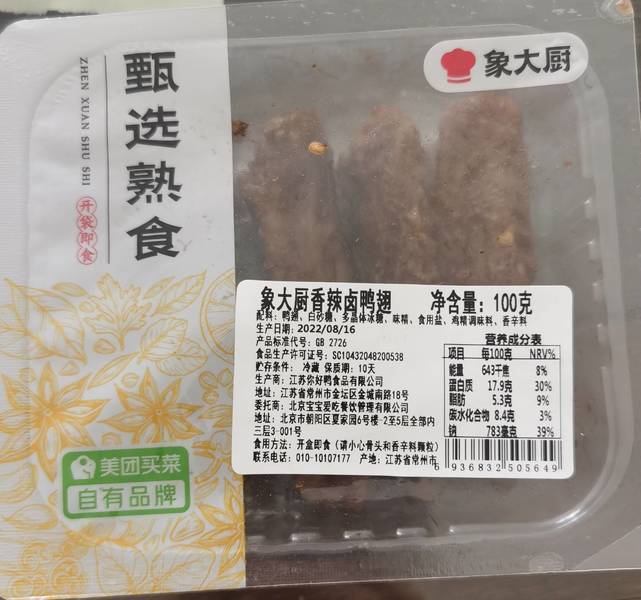 甄选熟食
ZHEN XUAN SHU SHI
开袋即食
象大厨
美团买菜
自有品牌
象大厨香辣卤鸭翅 净含量：100克
配料：鸭翅、白砂糖、多晶体冰糖、味精、食用盐、鸡精调味料、香辛料
生产日期：2022/08/16
产品标准代号：GB 2726
食品生产许可证号：SC10432048200538
贮存条件： 冷藏 保质期：10天
生产商：江苏你好鸭食品有限公司
地址：江苏省常州市金坛区金城南路18号
委托商：北京宝宝爱吃餐饮管理有限公司
地址：北京市朝阳区夏家园6号楼-2至5层全部内
三层3-001号
食用方法：开盒即食（请小心骨头和香辛料颗粒）
联系电话：010-10107177 产地：江苏省常州市
营养成分表
项目 每100克 NRV%
能量 643千焦 8%
蛋白质 17.9克 30%
脂肪 5.3克 9%
碳水化合物 8.4克 3%
钠 783毫克 39%
6 936832 505649